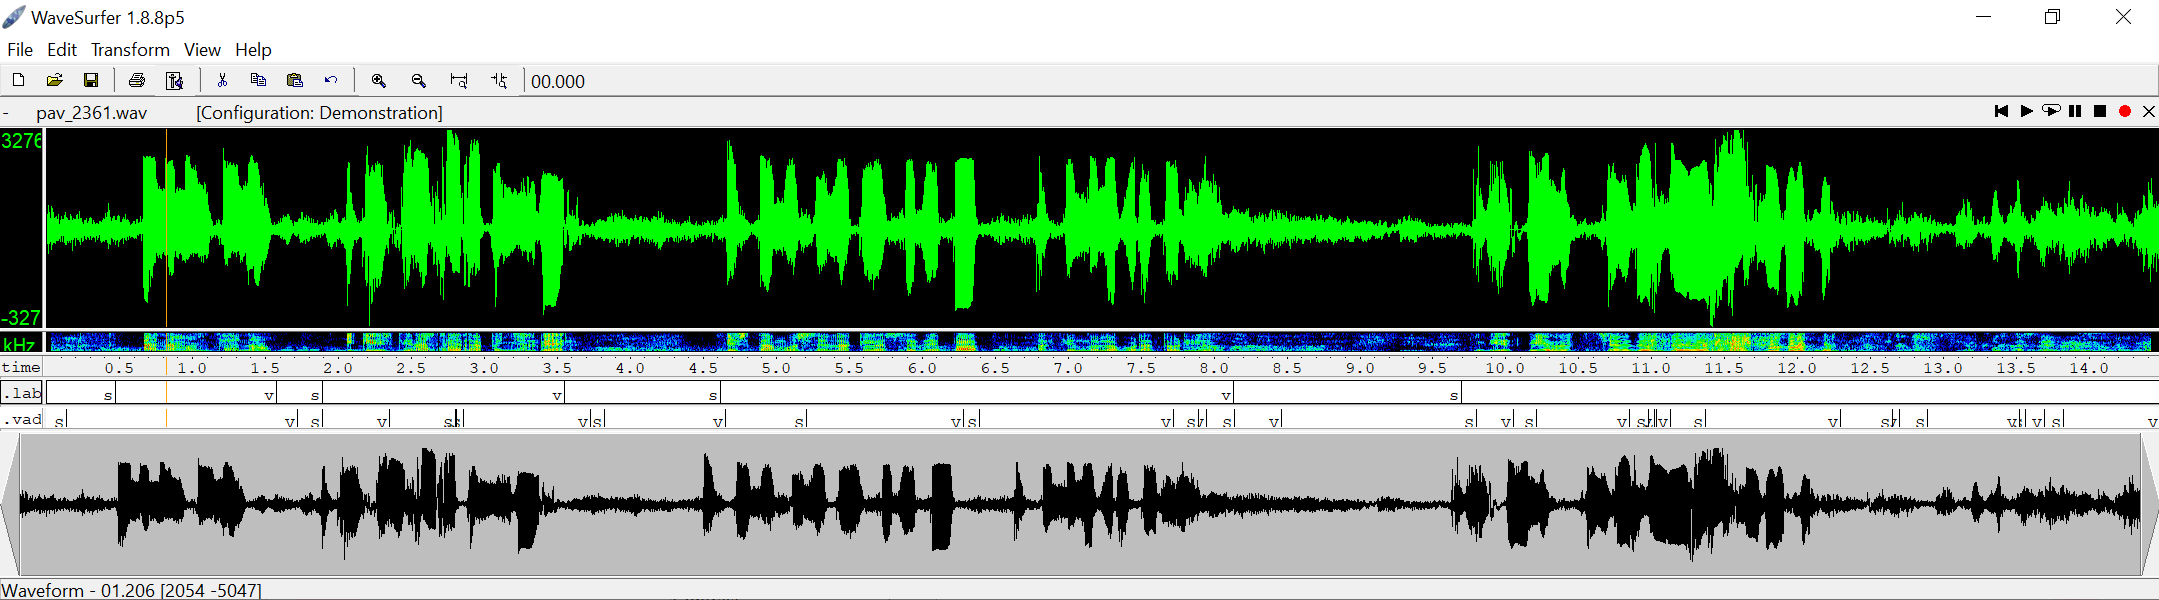 WaveSurfer 1.8.8p5
File Edit Transform View Help
00.000
- pav_2361.wav [Configuration: Demonstration]
3276
-327
kHz
time 0.5 1.0 1.5 2.0 2.5 3.0 3.5 4.0 4.5 5.0 5.5 6.0 6.5 7.0 7.5 8.0 8.5 9.0 9.5 10.0 10.5 11.0 11.5 12.0 12.5 13.0 13.5 14.0
.lab s v s v s v s
.vad s v s v s s v s v s v s v s v s v s v s v s v s v s v s v
Waveform - 01.206 [2054 -5047]